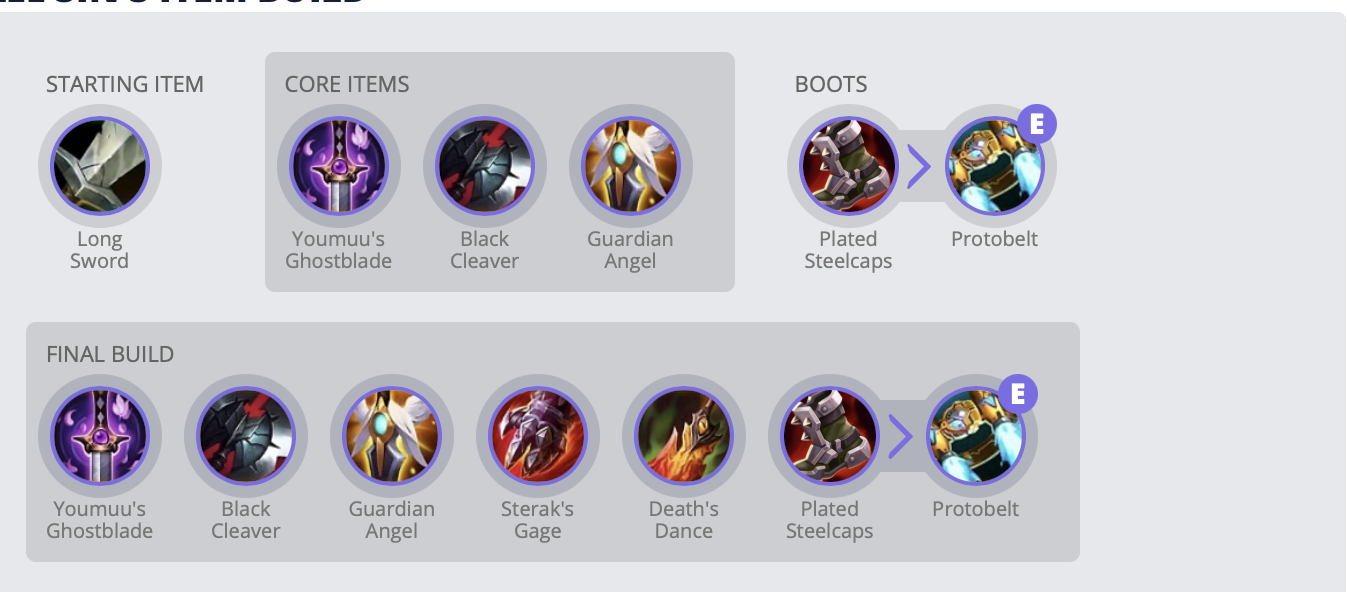 STARTING ITEM
Long
Sword
CORE ITEMS
Youmuu's
Ghostblade
Black
Cleaver
Guardian
Angel
BOOTS
Plated
Steelcaps
E
Protobelt
FINAL BUILD
Youmuu's
Ghostblade
Black
Cleaver
Guardian
Angel
Sterak's
Gage
Death's
Dance
Plated
Steelcaps
E
Protobelt